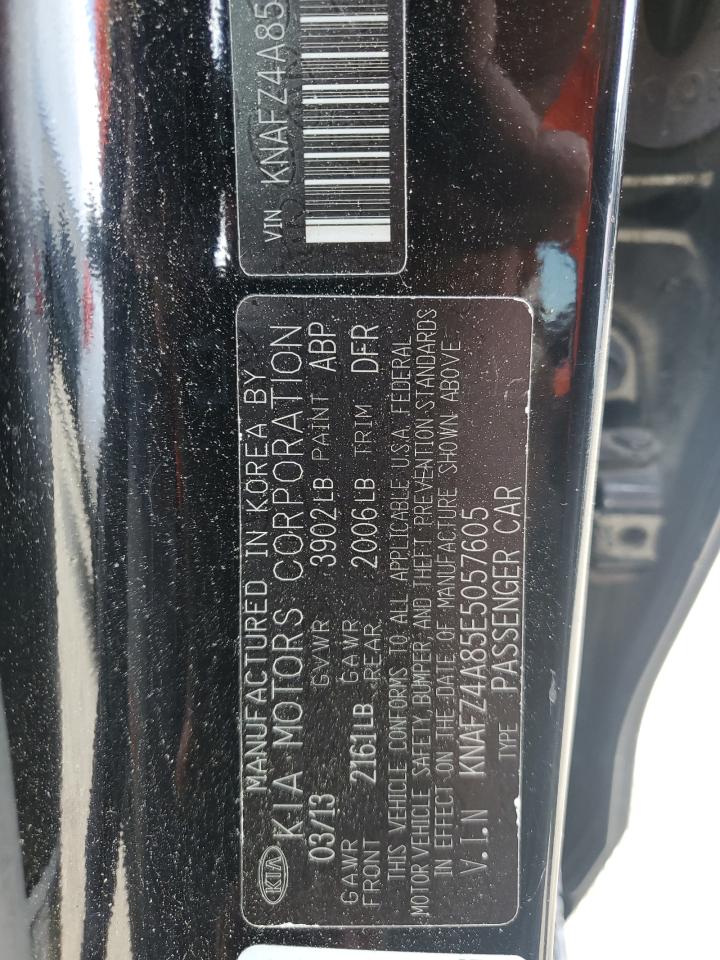 VIN KNAFZ4A85
KIA
MANUFACTURED IN KOREA BY
KIA MOTORS CORPORATION
03/13 GVWR 3902LB PAINT ABP
GAWR FRONT 2161LB GAWR REAR 2006LB TRIM DFR
THIS VEHICLE CONFORMS TO ALL APPLICABLE U.S.A. FEDERAL
MOTOR VEHICLE SAFETY, BUMPER, AND THEFT PREVENTION STANDARDS
IN EFFECT ON THE DATE OF MANUFACTURE SHOWN ABOVE
V.I.N KNAFZ4A85E5057605
TYPE PASSENGER CAR